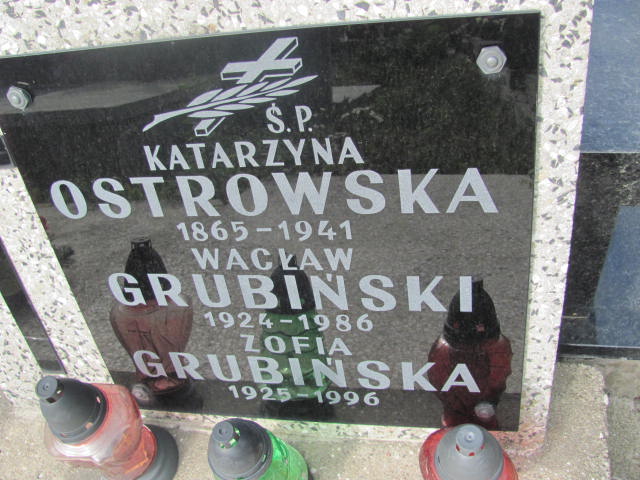 Ś.P.
KATARZYNA
OSTROWSKA
1865-1941
WACŁAW
GRUBIŃSKI
1924-1986
ZOFIA
GRUBIŃSKA
1925-1996